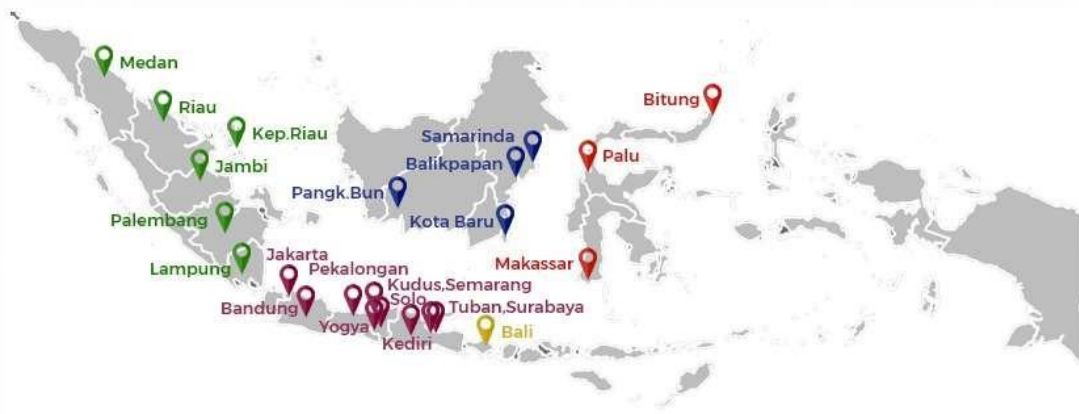 Medan
Riau
Kep.Riau
Jambi
Palembang
Lampung
Bitung
Samarinda
Balikpapan
Palu
Pangk.Bun
Kota Baru
Makassar
Jakarta
Pekalongan
Kudus,Semarang
Bandung
Solo
Tuban,Surabaya
Yogya
Kediri
Bali